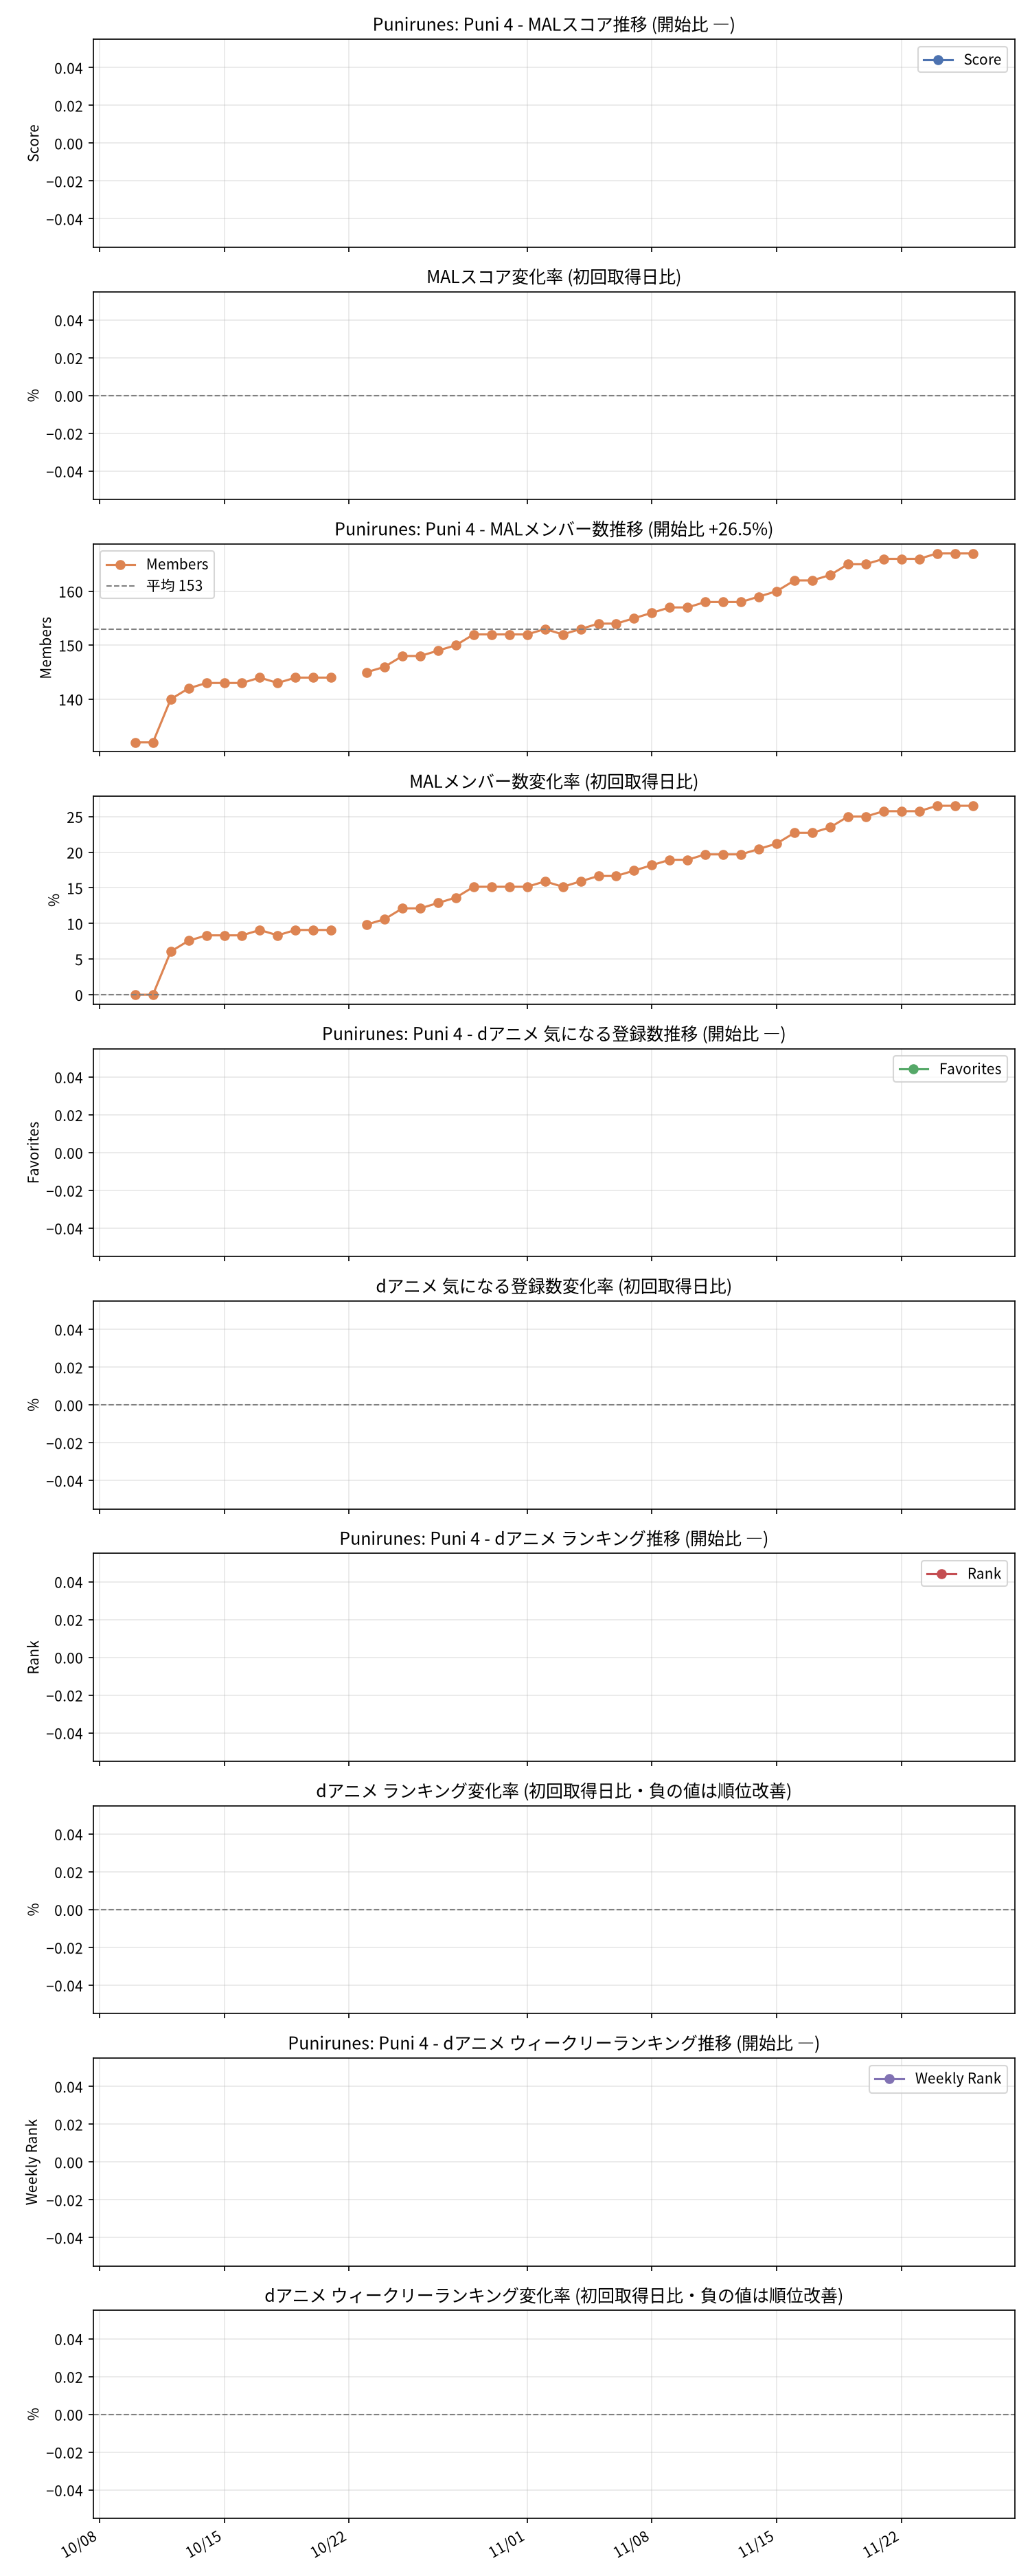 Punirunes: Puni 4 - MALスコア推移 (開始比 ―)
Score
0.04
0.02
0.00
−0.02
−0.04
Score
MALスコア変化率 (初回取得日比)
0.04
0.02
0.00
−0.02
−0.04
%
Punirunes: Puni 4 - MALメンバー数推移 (開始比 +26.5%)
Members
平均 153
160
150
140
Members
MALメンバー数変化率 (初回取得日比)
25
20
15
10
5
0
%
Punirunes: Puni 4 - dアニメ 気になる登録数推移 (開始比 ―)
Favorites
0.04
0.02
0.00
−0.02
−0.04
Favorites
dアニメ 気になる登録数変化率 (初回取得日比)
0.04
0.02
0.00
−0.02
−0.04
%
Punirunes: Puni 4 - dアニメ ランキング推移 (開始比 ―)
Rank
0.04
0.02
0.00
−0.02
−0.04
Rank
dアニメ ランキング変化率 (初回取得日比・負の値は順位改善)
0.04
0.02
0.00
−0.02
−0.04
%
Punirunes: Puni 4 - dアニメ ウィークリーランキング推移 (開始比 ―)
Weekly Rank
0.04
0.02
0.00
−0.02
−0.04
Weekly Rank
dアニメ ウィークリーランキング変化率 (初回取得日比・負の値は順位改善)
0.04
0.02
0.00
−0.02
−0.04
%
10/08
10/15
10/22
11/01
11/08
11/15
11/22